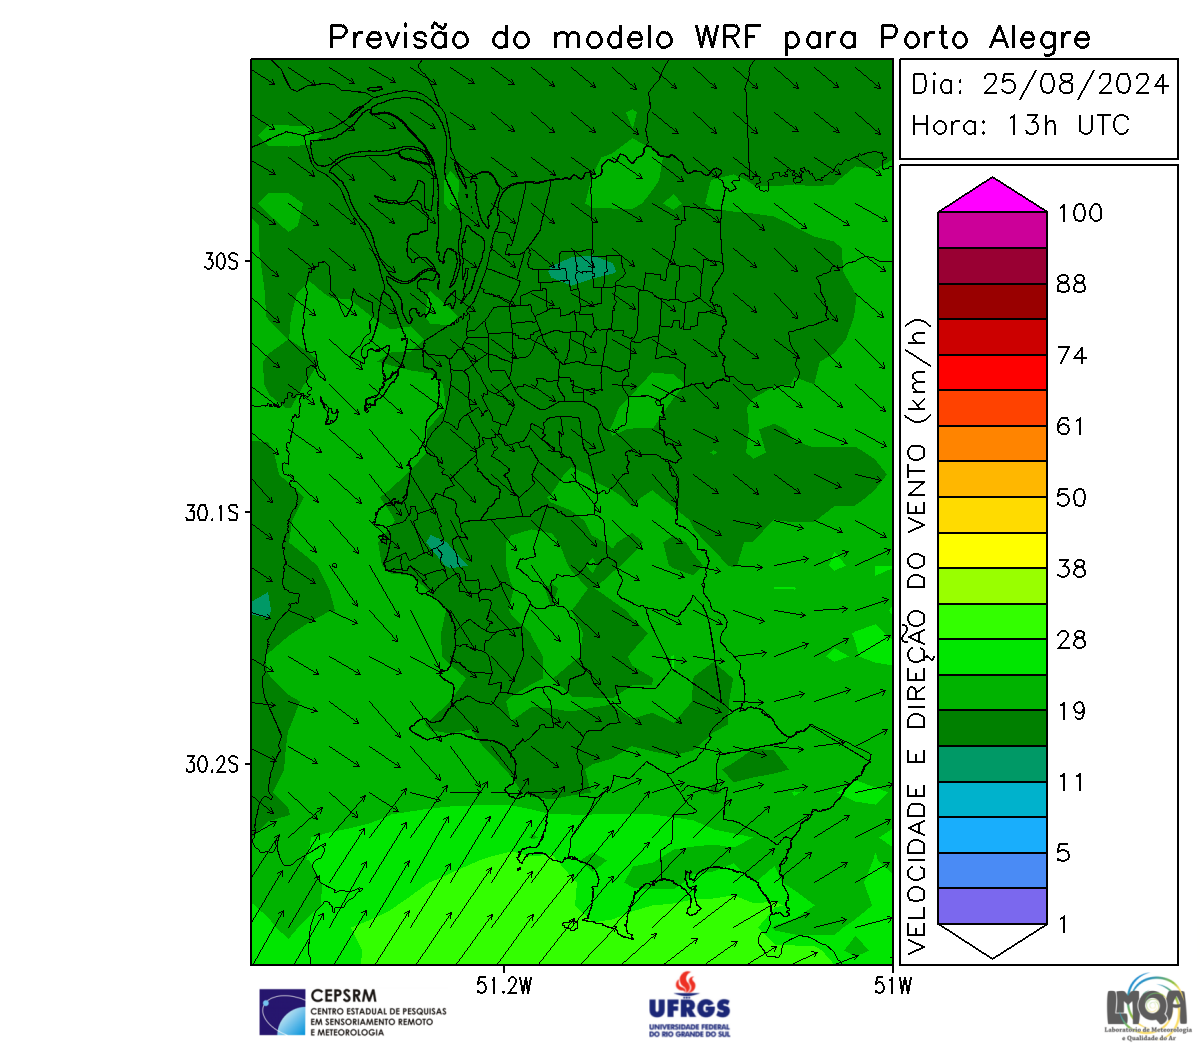 Previsão do modelo WRF para Porto Alegre
Dia: 25/08/2024
Hora: 13h UTC
30S
30.1S
30.2S
51.2W
51W
VELOCIDADE E DIREÇÃO DO VENTO (km/h)
100
88
74
61
50
38
28
19
11
5
1
CEPSRM
CENTRO ESTADUAL DE PESQUISAS
EM SENSORIAMENTO REMOTO
E METEOROLOGIA
UFRGS
UNIVERSIDADE FEDERAL
DO RIO GRANDE DO SUL
LMQA
Laboratório de Meteorologia
e Qualidade do Ar